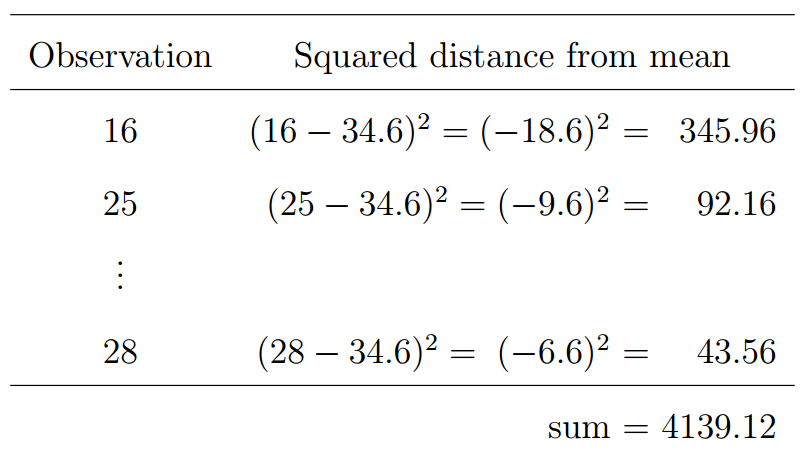 Observation Squared distance from mean
16 (16 − 34.6)² = (−18.6)² = 345.96
25 (25 − 34.6)² = (−9.6)² = 92.16
⋮
28 (28 − 34.6)² = (−6.6)² = 43.56
sum = 4139.12